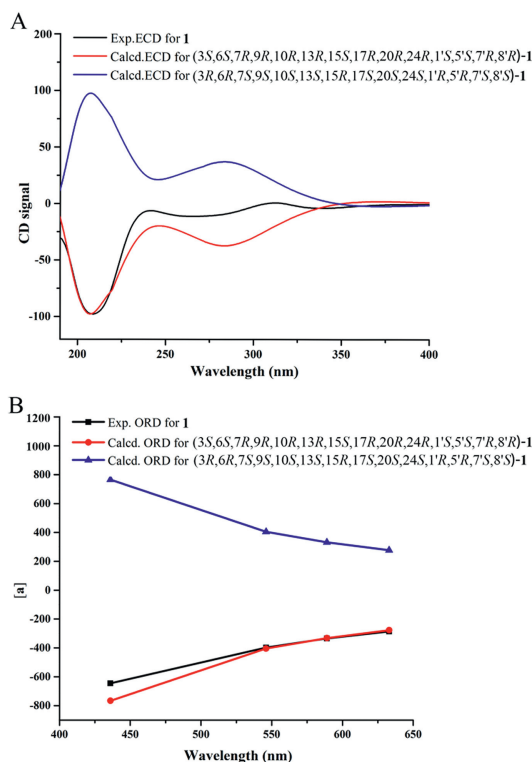 A
Exp.ECD for 1
Calcd.ECD for (3S,6S,7R,9R,10R,13R,15S,17R,20R,24R,1'S,5'S,7'R,8'R)-1
Calcd.ECD for (3R,6R,7S,9S,10S,13S,15R,17S,20S,24S,1'R,5'R,7'S,8'S)-1
200
100
50
0
-50
-100
CD signal
200 250 300 350 400
Wavelength (nm)
B
Exp. ORD for 1
Calcd. ORD for (3S,6S,7R,9R,10R,13R,15S,17R,20R,24R,1'S,5'S,7'R,8'R)-1
Calcd. ORD for (3R,6R,7S,9S,10S,13S,15R,17S,20S,24S,1'R,5'R,7'S,8'S)-1
1200
1000
800
600
400
200
0
-200
-400
-600
-800
[a]
400 450 500 550 600 650
Wavelength (nm)